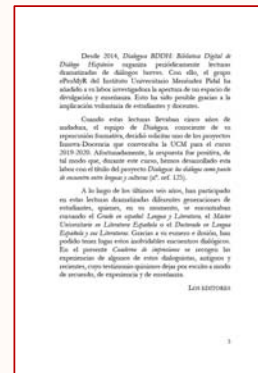 Desde 2014, Dialogyca BDDH: Biblioteca Digital de
Diálogo Hispánico organiza periódicamente lecturas
dramatizadas de diálogos breves. Con ello, el grupo
del Instituto Universitario Menéndez Pidal ha
añadido a su labor investigadora la apertura de un espacio de
divulgación y enseñanza. Esto ha sido posible gracias a la
implicación voluntaria de estudiantes y docentes.
Cuando estas lecturas llevaban cinco años de
andadura, el equipo de Dialogyca, consciente de su
repercusión formativa, decidió solicitar uno de los proyectos
Innova-Docencia que convocaba la UCM para el curso
2019-2020. Afortunadamente, la respuesta fue positiva, de
tal modo que, durante este curso, hemos desarrollado esta
labor con el título del proyecto Dialogyca: los diálogos como puente
de encuentro entre lenguas y culturas (nº. ref. 125).
A lo largo de los últimos seis años, han participado
en estas lecturas dramatizadas diferentes generaciones de
estudiantes, quienes, en su momento, se encontraban
cursando el Grado en español: Lengua y Literatura, el Máster
Universitario en Literatura Española o el Doctorado en Lengua
Española y sus Literaturas. Gracias a su esfuerzo e ilusión, han
podido tener lugar estos inolvidables encuentros dialógicos.
En el presente Cuaderno de impresiones se recogen las
experiencias de algunos de estos dialoguistas, antiguos y
recientes, cuyo testimonio quisimos dejar por escrito a modo
de recuerdo, de experiencia y de enseñanza.
LOS EDITORES
3